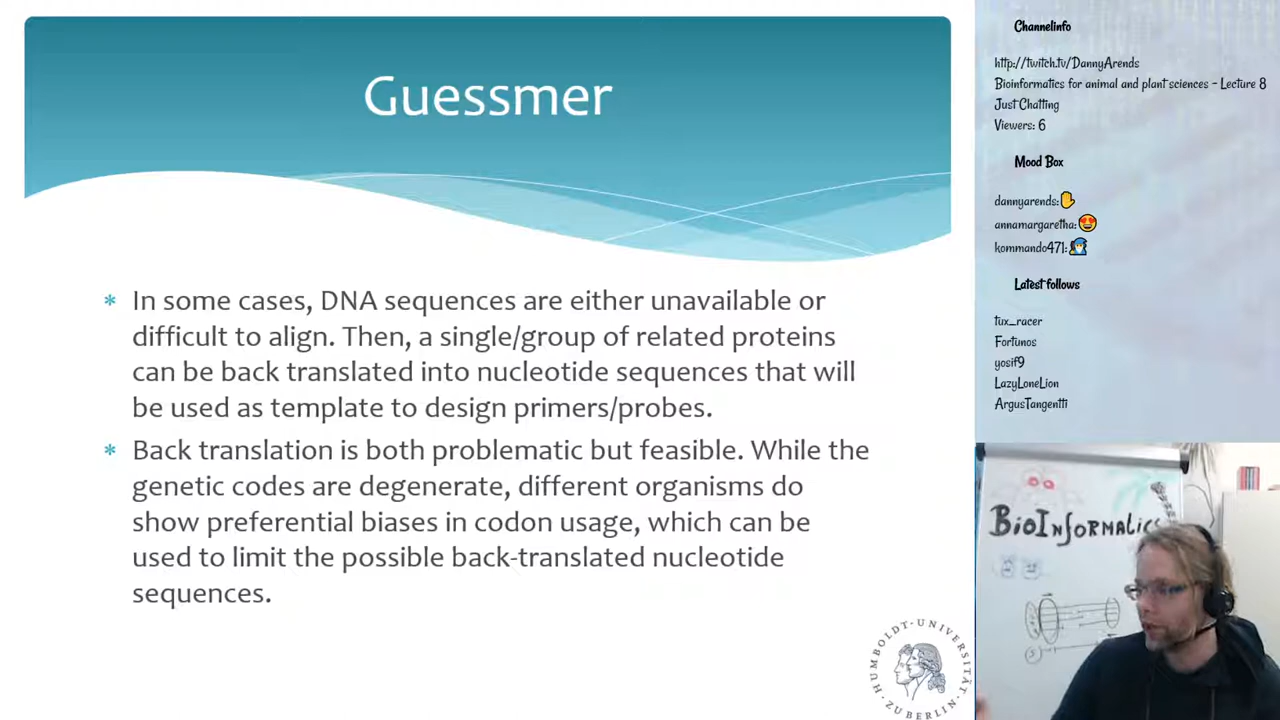 Guessmer
* In some cases, DNA sequences are either unavailable or
difficult to align. Then, a single/group of related proteins
can be back translated into nucleotide sequences that will
be used as template to design primers/probes.
* Back translation is both problematic but feasible. While the
genetic codes are degenerate, different organisms do
show preferential biases in codon usage, which can be
used to limit the possible back-translated nucleotide
sequences.
HUMBOLDT-UNIVERSITÄT
ZU BERLIN
Channelinfo
http://twitch.tv/DannyArends
Bioinformatics for animal and plant sciences - Lecture 8
Just Chatting
Viewers: 6
Mood Box
dannyarends:✋
annamargaretha:🤩
kommando471:
Latest follows
tux_racer
Fortunos
yosif9
LazyLoneLion
ArgusTangentti
BioInformatics